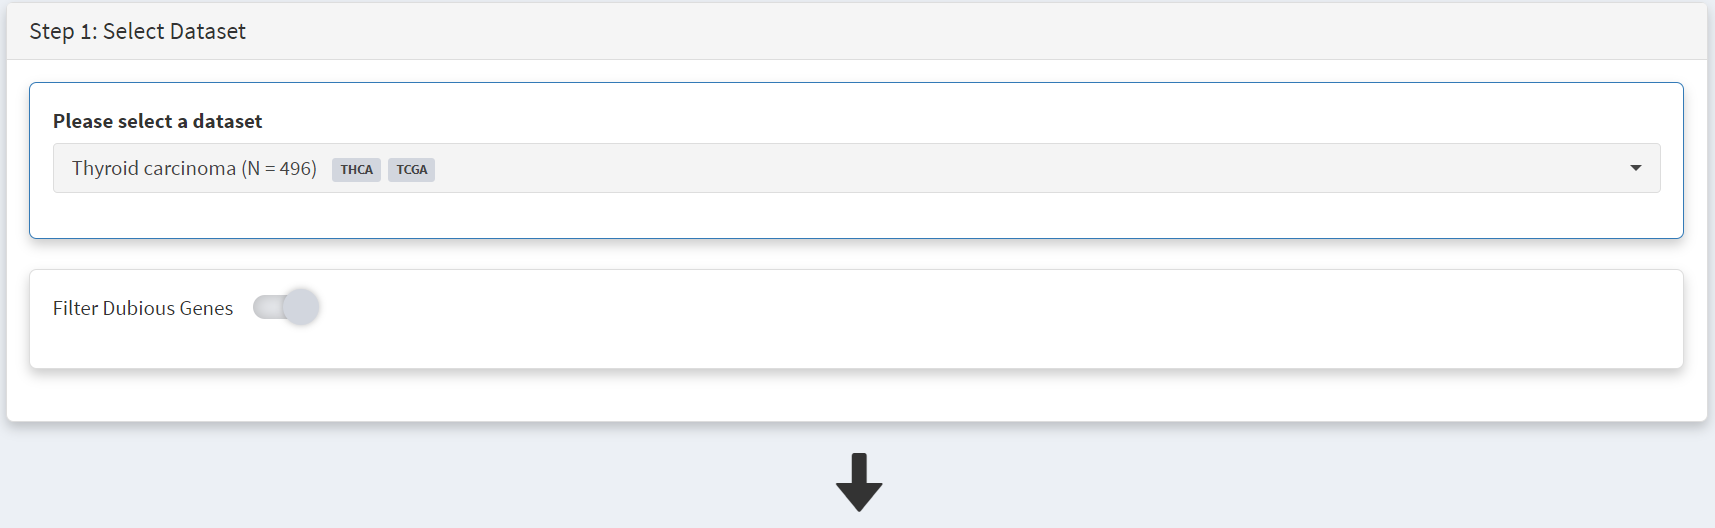 Step 1: Select Dataset
Please select a dataset
Thyroid carcinoma (N = 496) THCA TCGA
Filter Dubious Genes